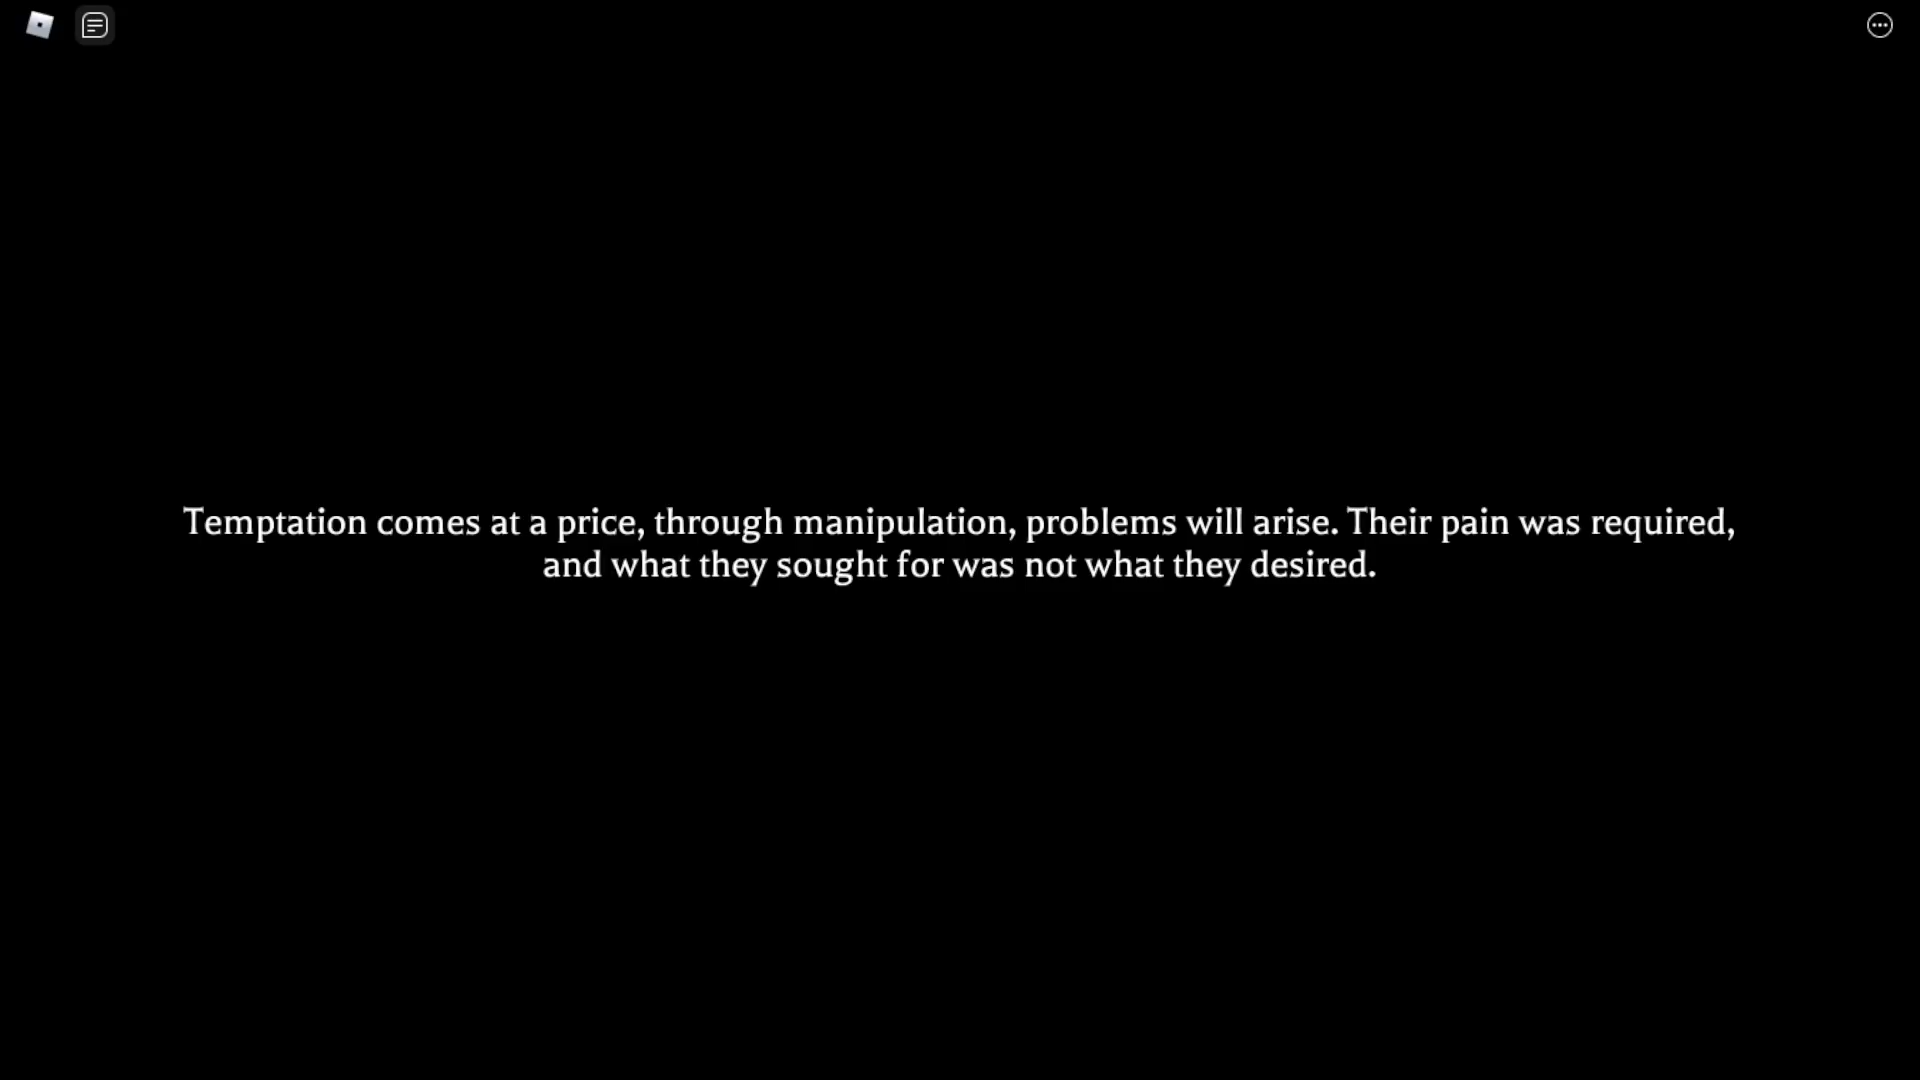 Temptation comes at a price, through manipulation, problems will arise. Their pain was required,
and what they sought for was not what they desired.